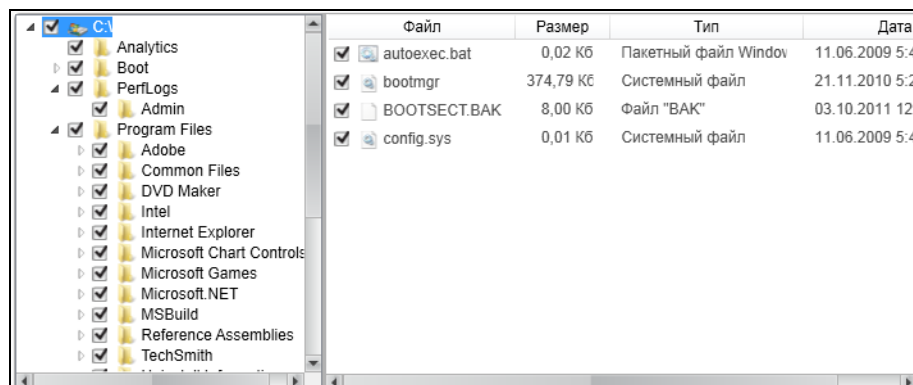 C:\
Analytics
Boot
PerfLogs
Admin
Program Files
Adobe
Common Files
DVD Maker
Intel
Internet Explorer
Microsoft Chart Controls
Microsoft Games
Microsoft.NET
MSBuild
Reference Assemblies
TechSmith
Файл Размер Тип Дата
autoexec.bat 0,02 Кб Пакетный файл Window 11.06.2009 5:4
bootmgr 374,79 Кб Системный файл 21.11.2010 5:2
BOOTSECT.BAK 8,00 Кб Файл "BAK" 03.10.2011 12
config.sys 0,01 Кб Системный файл 11.06.2009 5:4